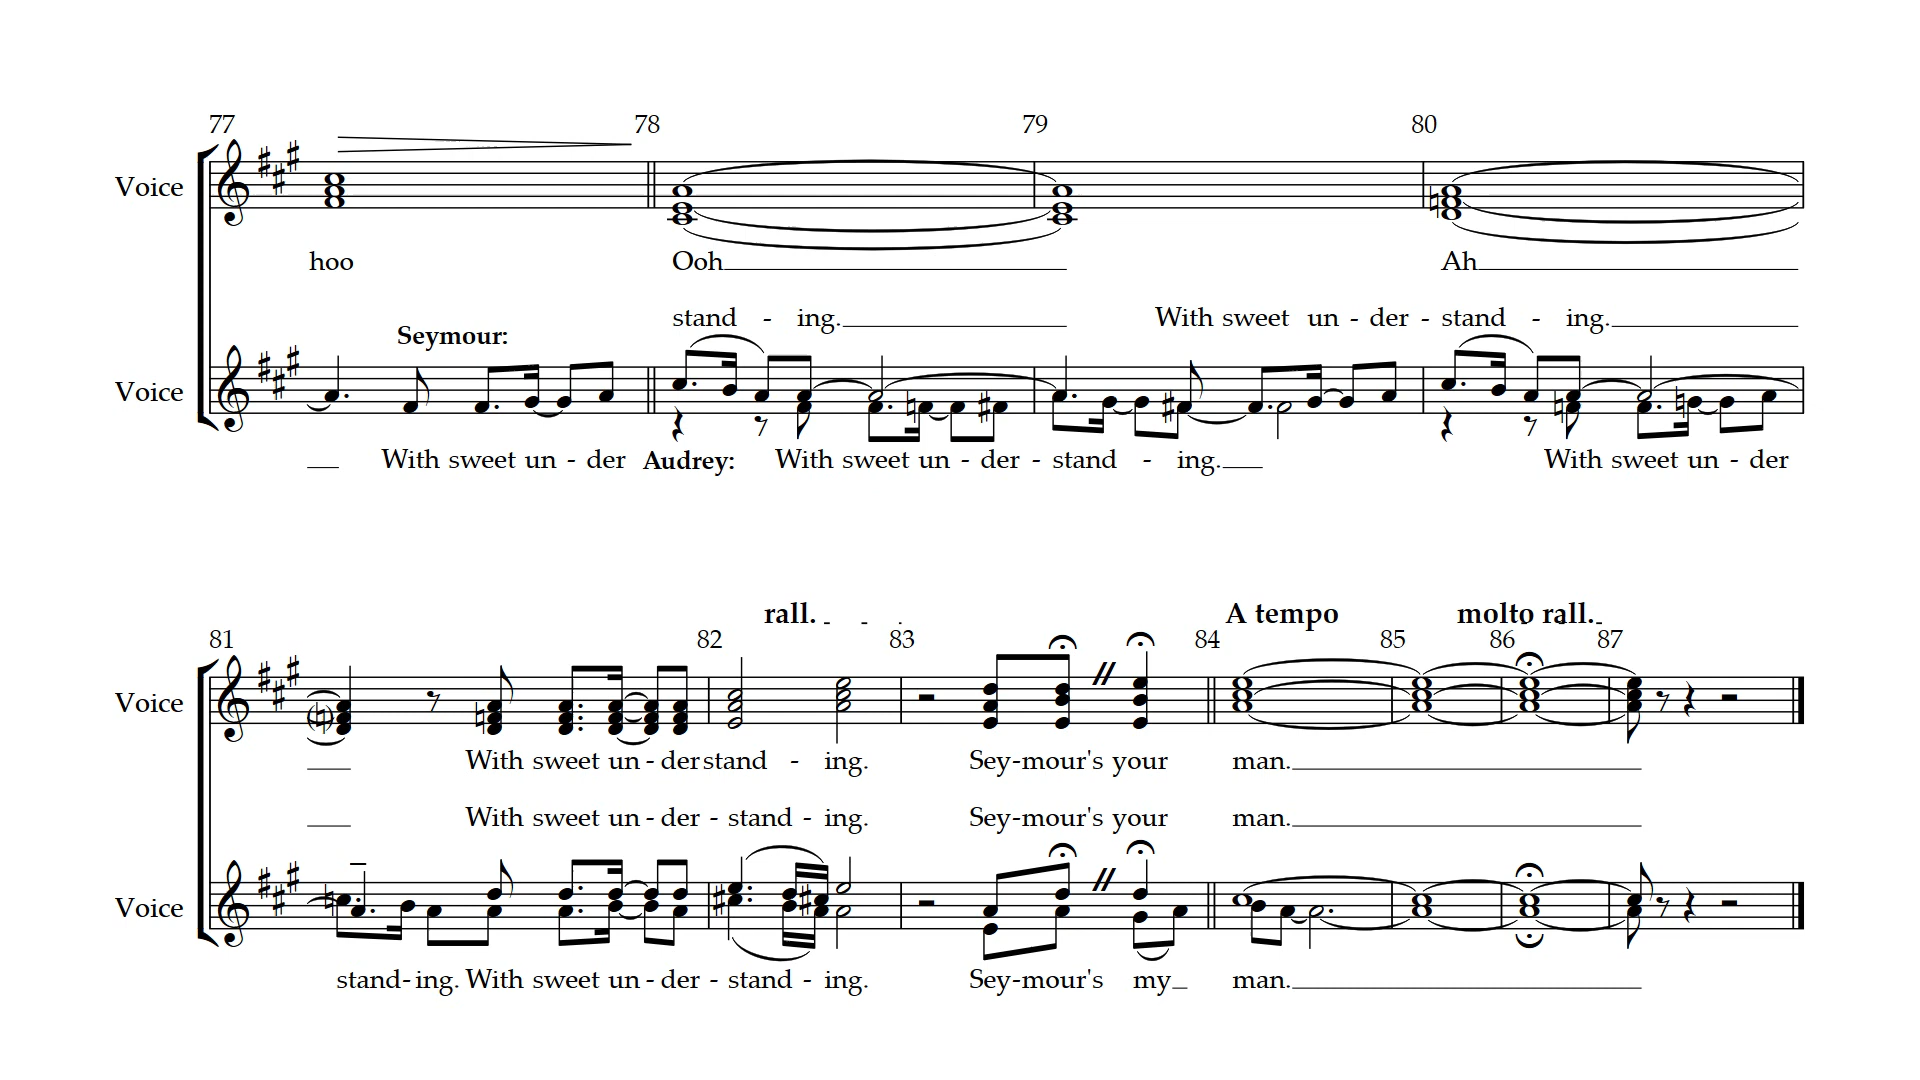 77 78 79 80
Voice
hoo Ooh Ah
stand - ing. With sweet un - der - stand - ing.
Seymour:
Voice
With sweet un - der Audrey: With sweet un - der - stand - ing. With sweet un - der
rall. - - - A tempo molto rall. - - -
81 82 83 84 85 86 87
Voice
With sweet un - der stand - ing. Sey-mour's your man.
With sweet un - der - stand - ing. Sey-mour's your man.
Voice
stand- ing. With sweet un - der - stand - ing. Sey-mour's my man.